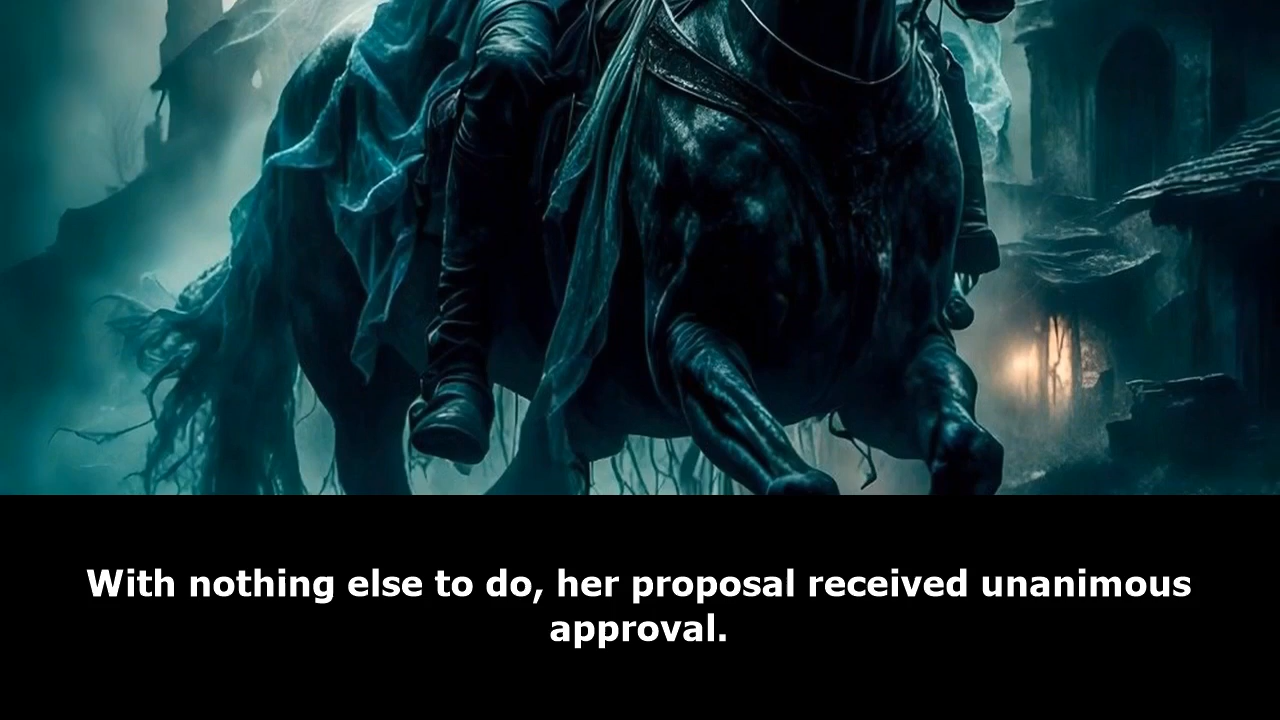 With nothing else to do, her proposal received unanimous
approval.